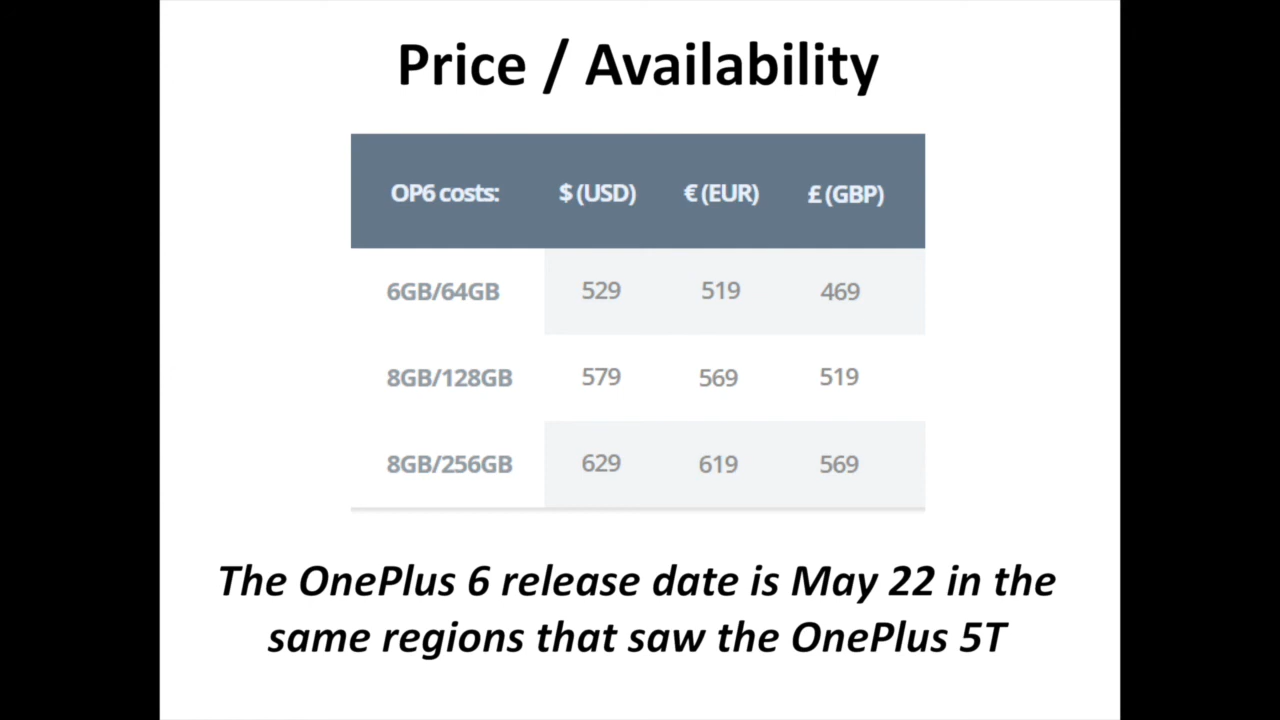 Price / Availability
OP6 costs: $ (USD) € (EUR) £ (GBP)
6GB/64GB 529 519 469
8GB/128GB 579 569 519
8GB/256GB 629 619 569
The OnePlus 6 release date is May 22 in the
same regions that saw the OnePlus 5T